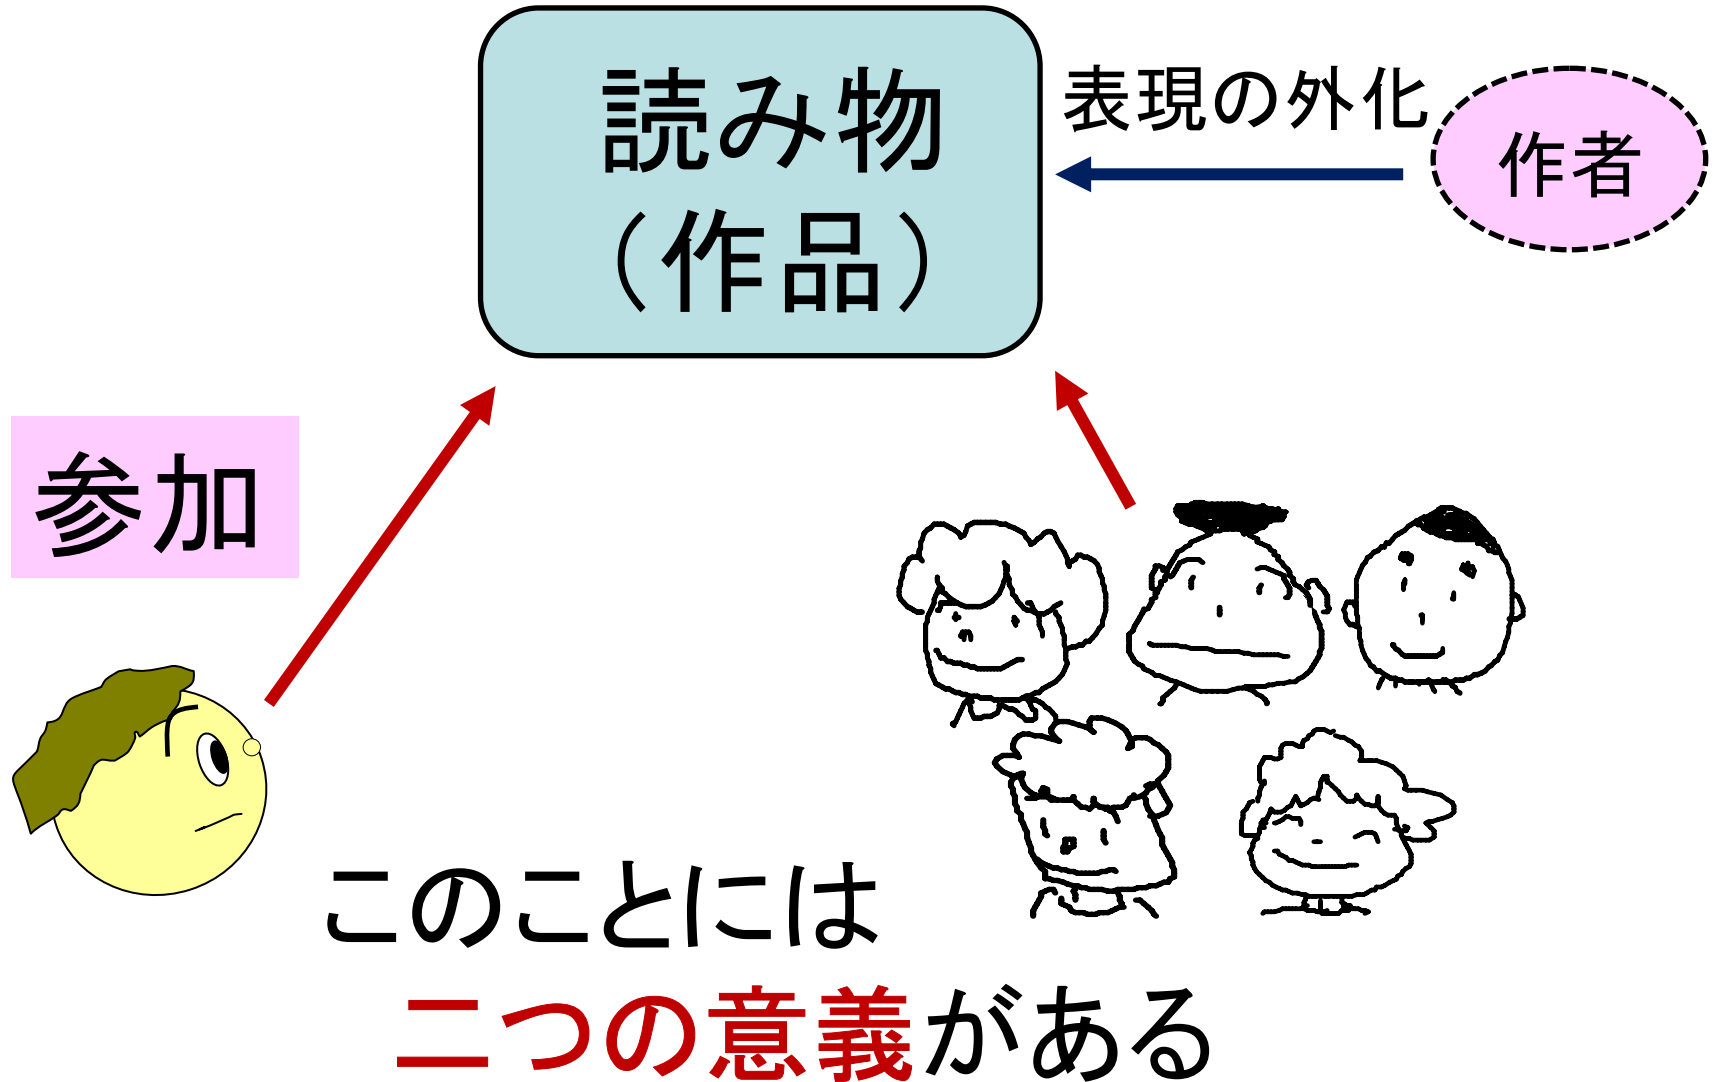 読み物
（作品）
表現の外化
作者
参加
このことには
二つの意義がある